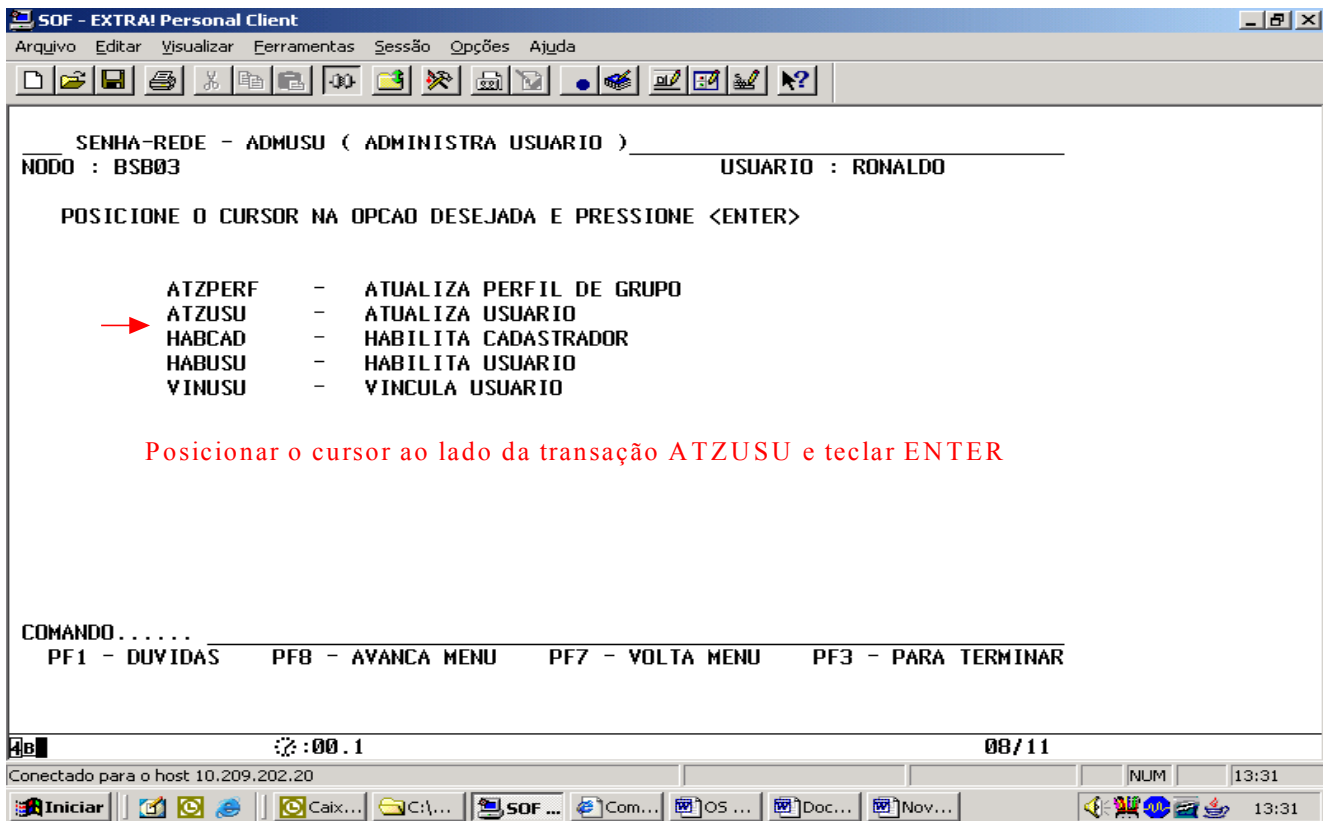 SOF - EXTRA! Personal Client
Arquivo Editar Visualizar Ferramentas Sessão Opções Ajuda
SENHA-REDE - ADMUSU ( ADMINISTRA USUARIO )
NODO : BSB03 USUARIO : RONALDO
POSICIONE O CURSOR NA OPCAO DESEJADA E PRESSIONE <ENTER>
ATZPERF - ATUALIZA PERFIL DE GRUPO
ATZUSU - ATUALIZA USUARIO
HABCAD - HABILITA CADASTRADOR
HABUSU - HABILITA USUARIO
VINUSU - VINCULA USUARIO
Posicionar o cursor ao lado da transação ATZUSU e teclar ENTER
COMANDO......
PF1 - DUVIDAS PF8 - AVANCA MENU PF7 - VOLTA MENU PF3 - PARA TERMINAR
4B :00.1 08/11
Conectado para o host 10.209.202.20 NUM 13:31
Iniciar Caix... C:\... SOF ... Com... OS ... Doc... Nov... 13:31